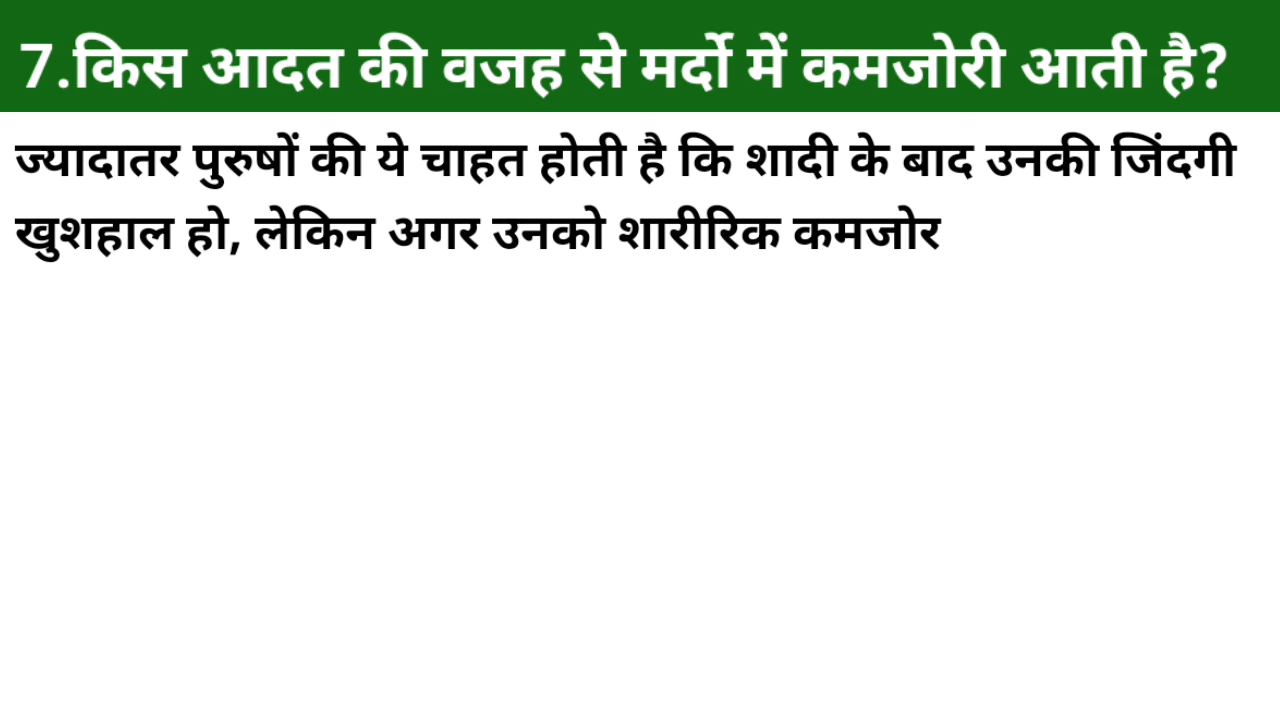 7.किस आदत की वजह से मर्दो में कमजोरी आती है?
ज्यादातर पुरुषों की ये चाहत होती है कि शादी के बाद उनकी जिंदगी
खुशहाल हो, लेकिन अगर उनको शारीरिक कमजोर